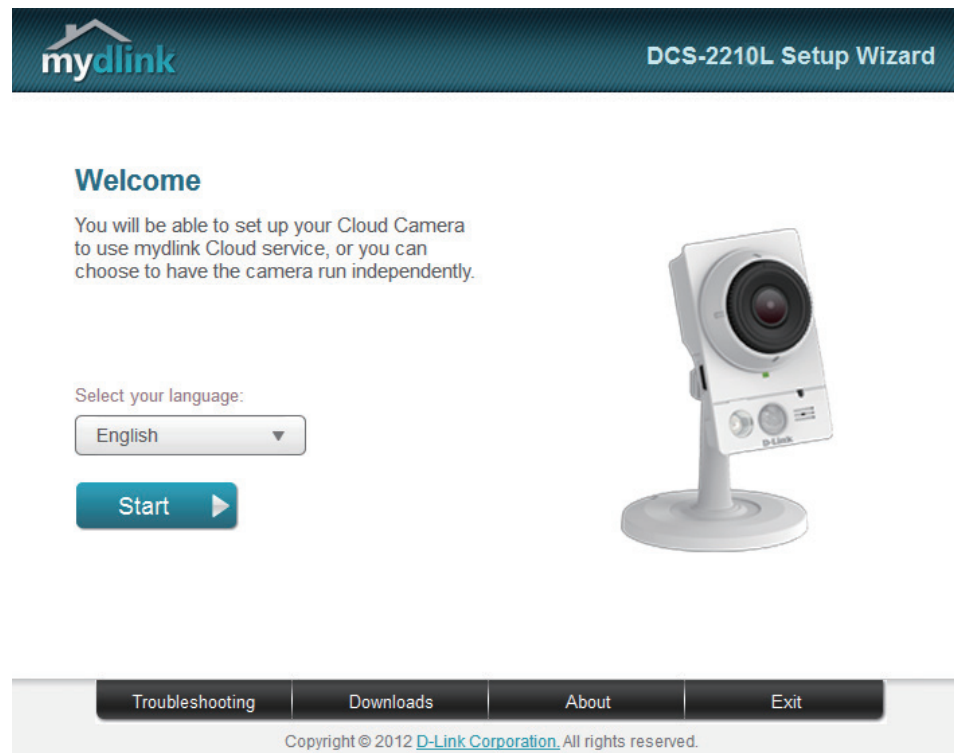 mydlink
DCS-2210L Setup Wizard
Welcome
You will be able to set up your Cloud Camera
to use mydlink Cloud service, or you can
choose to have the camera run independently.
Select your language:
English
Start
D-Link
Troubleshooting
Downloads
About
Exit
Copyright © 2012 D-Link Corporation. All rights reserved.